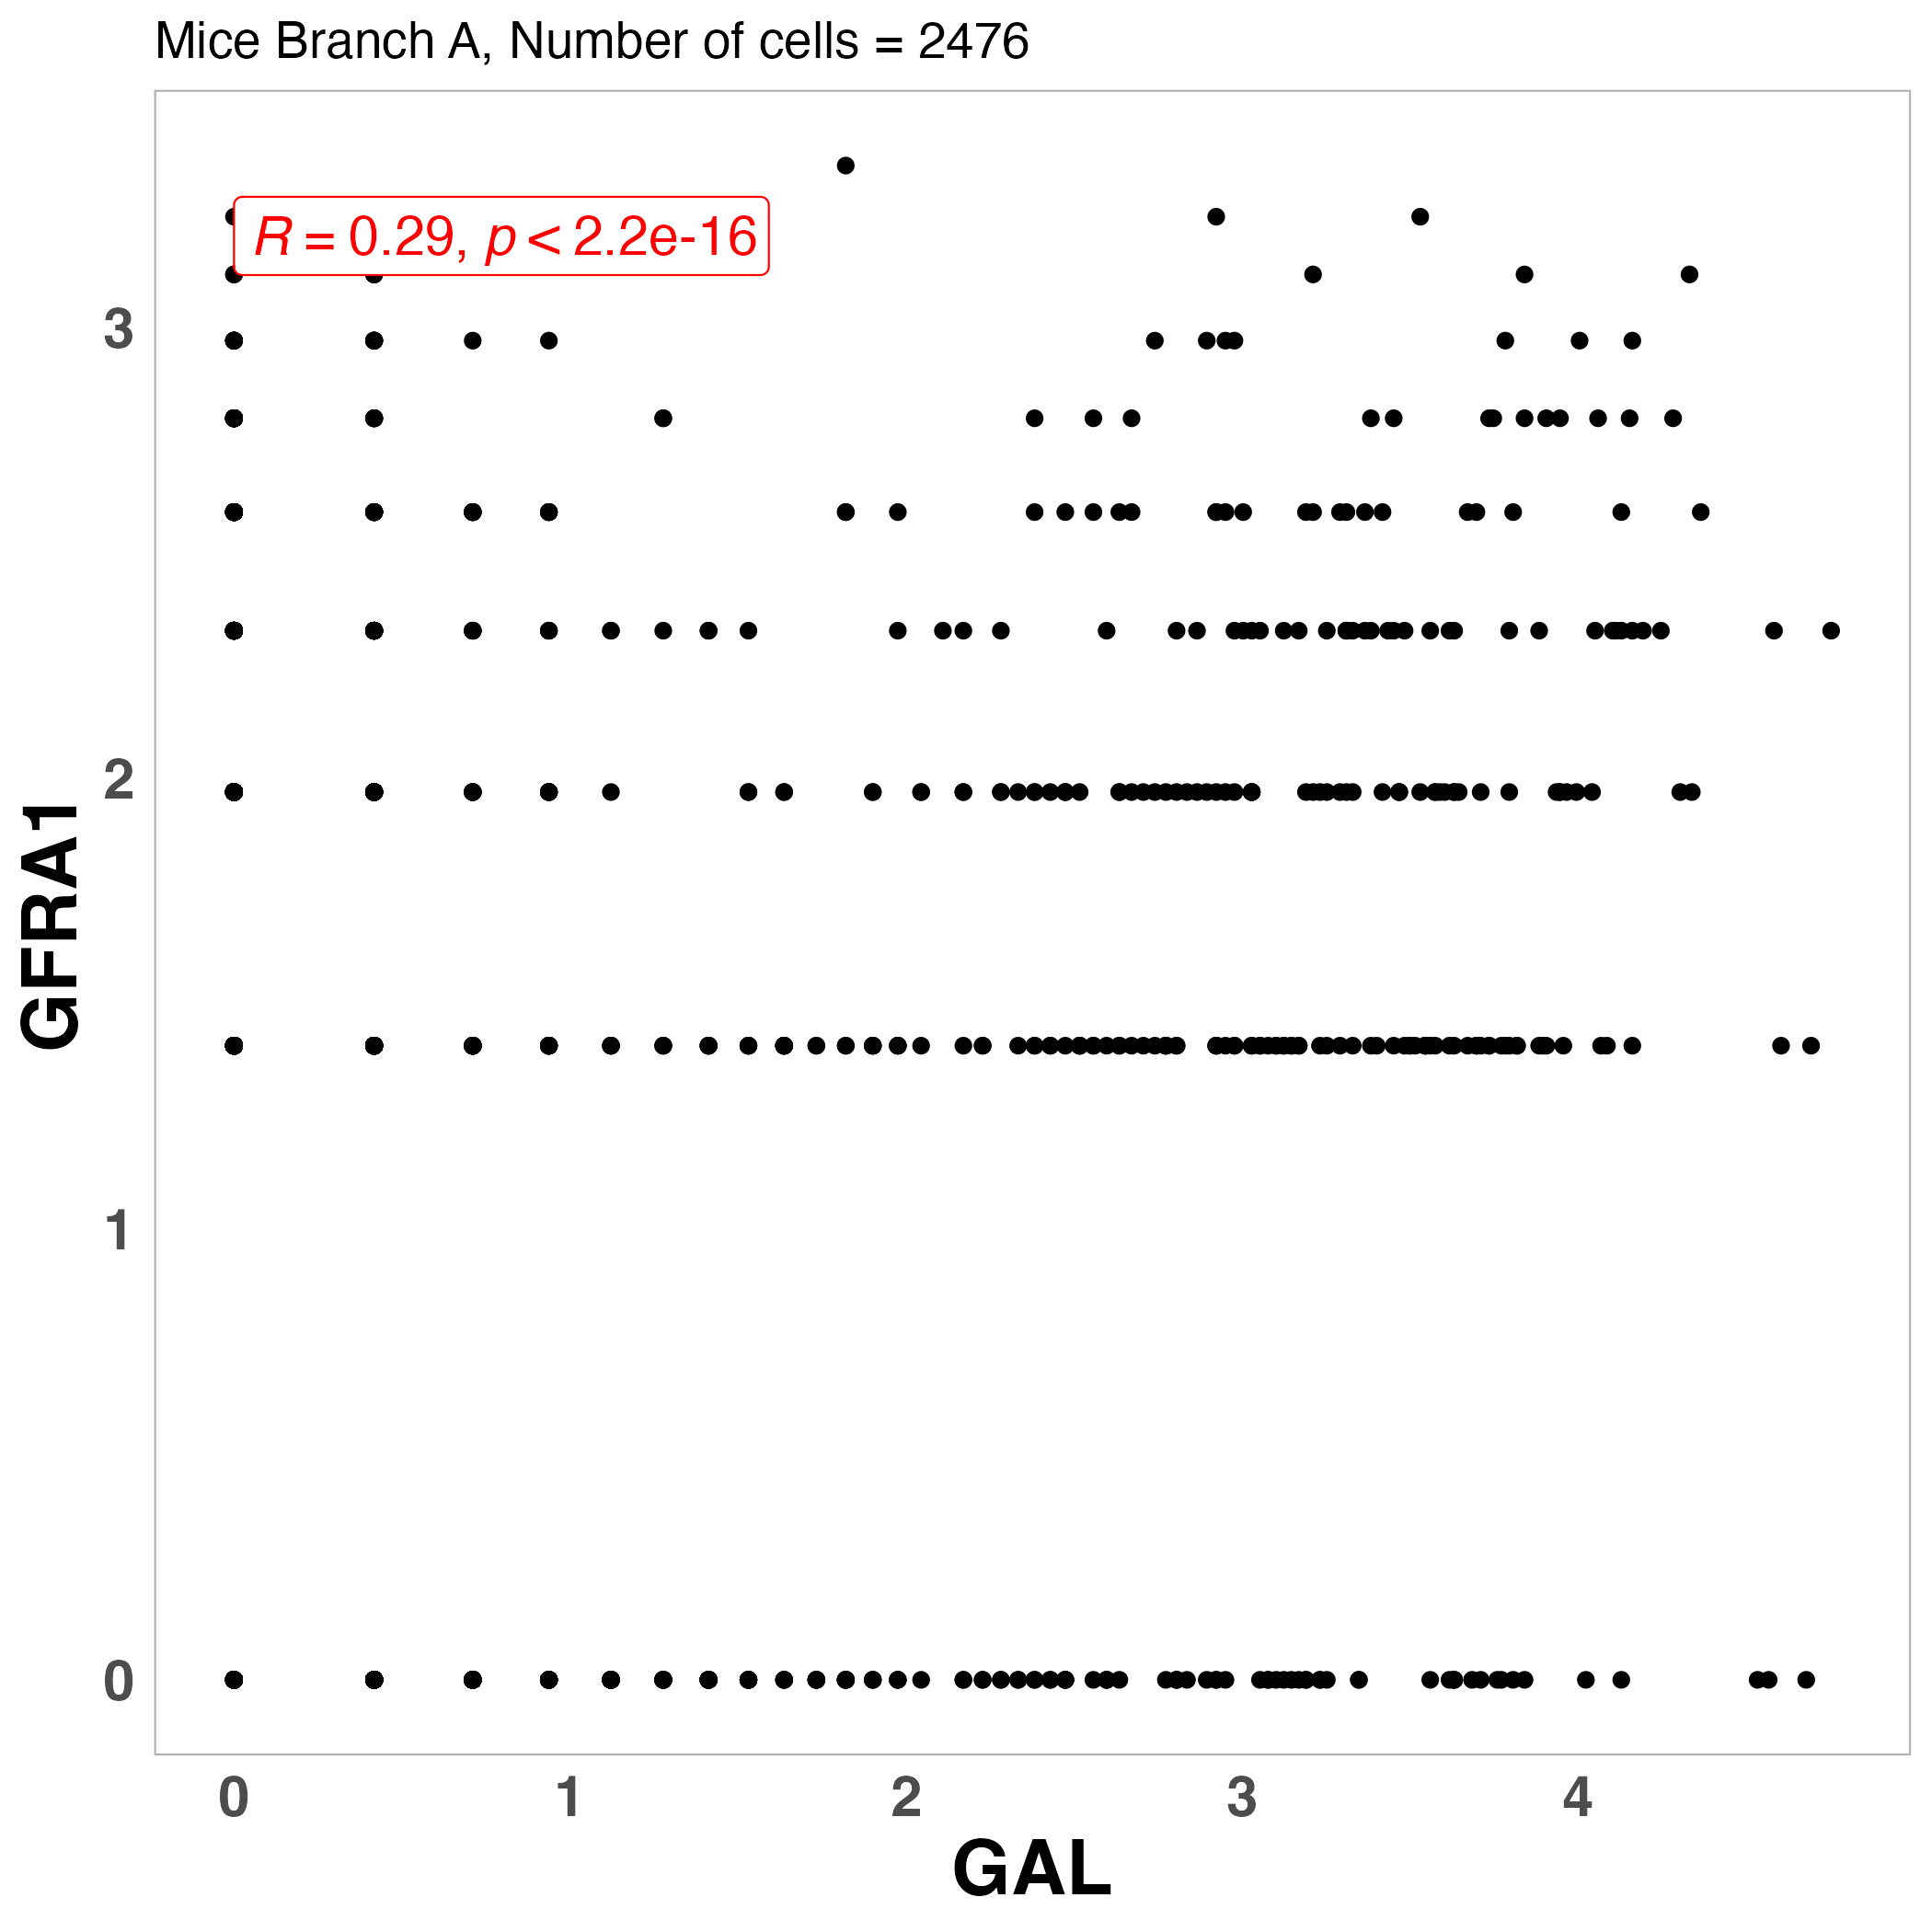 Mice Branch A, Number of cells = 2476
R = 0.29, p < 2.2e-16
3
2
1
0
GFRA1
0 1 2 3 4
GAL